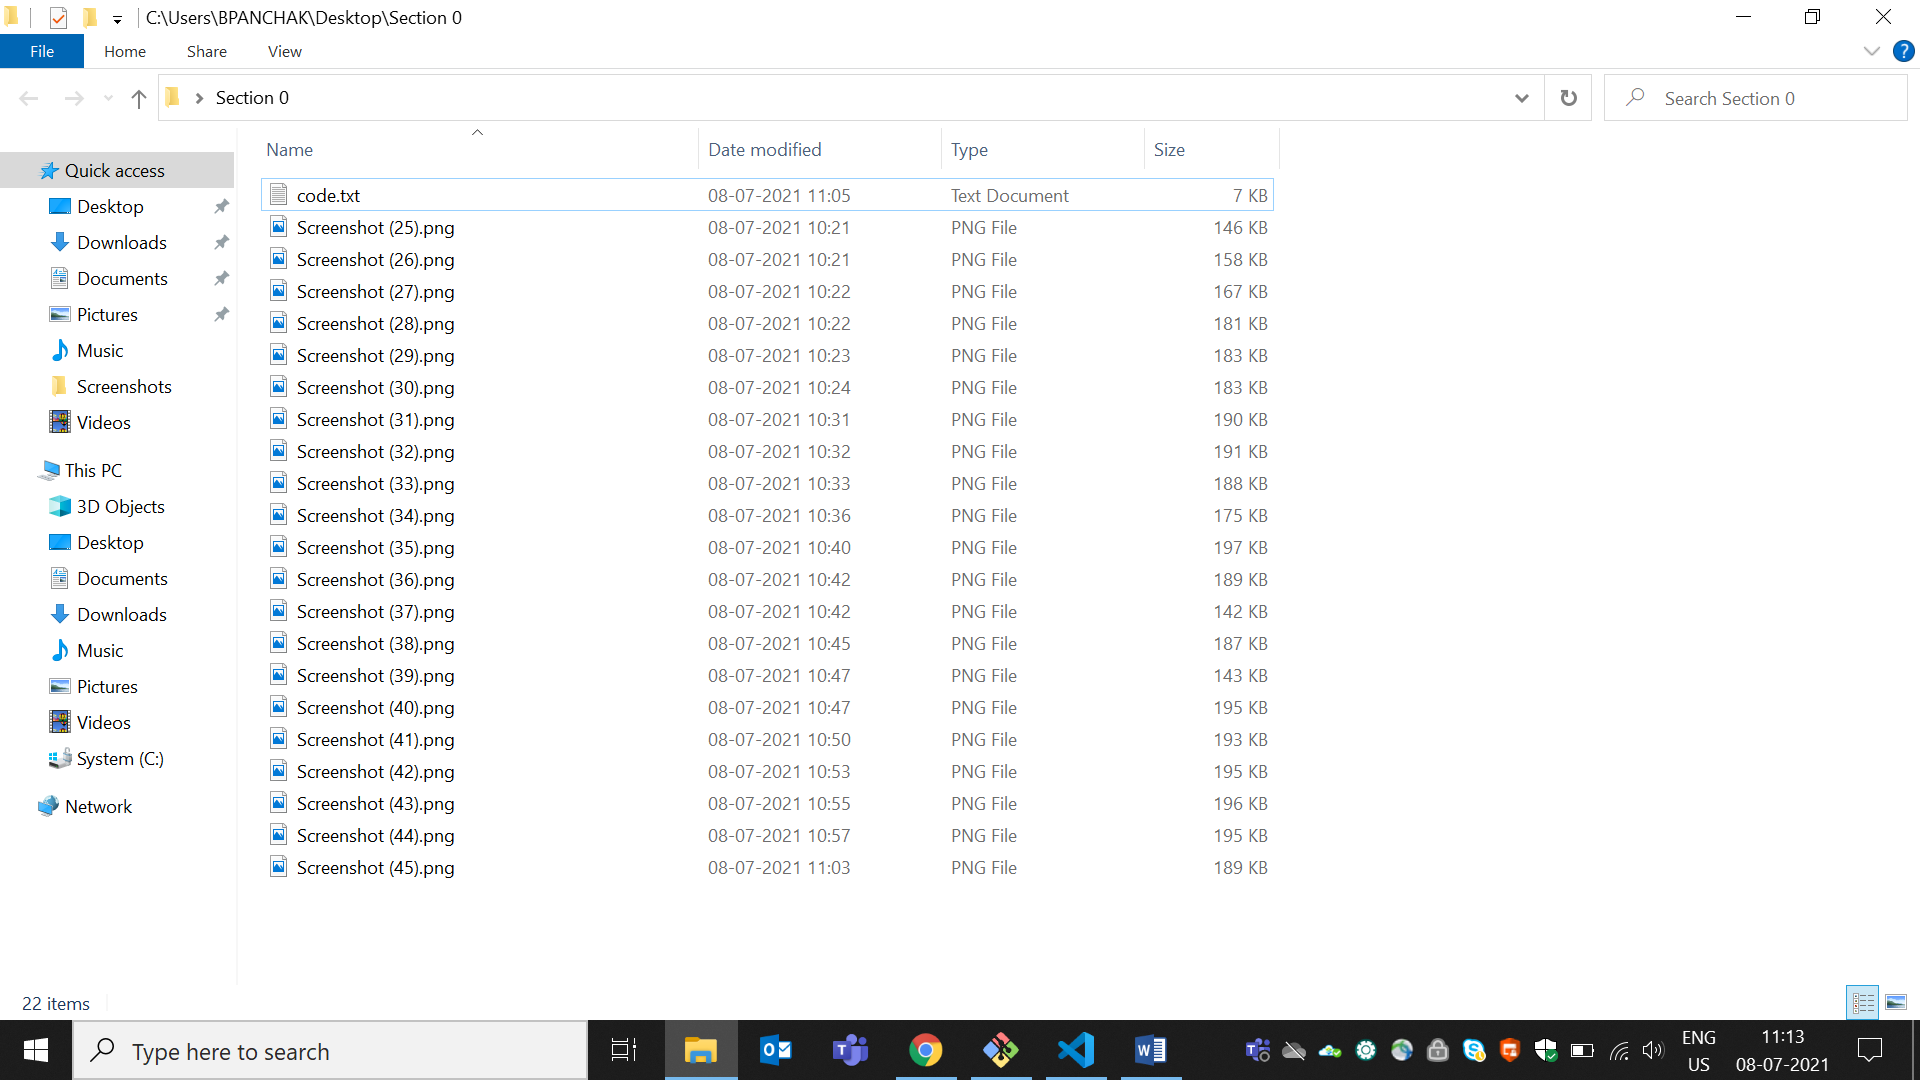 C:\Users\BPANCHAK\Desktop\Section 0
File Home Share View
Section 0
Search Section 0
Name Date modified Type Size
Quick access
Desktop
Downloads
Documents
Pictures
Music
Screenshots
Videos
This PC
3D Objects
Desktop
Documents
Downloads
Music
Pictures
Videos
System (C:)
Network
code.txt 08-07-2021 11:05 Text Document 7 KB
Screenshot (25).png 08-07-2021 10:21 PNG File 146 KB
Screenshot (26).png 08-07-2021 10:21 PNG File 158 KB
Screenshot (27).png 08-07-2021 10:22 PNG File 167 KB
Screenshot (28).png 08-07-2021 10:22 PNG File 181 KB
Screenshot (29).png 08-07-2021 10:23 PNG File 183 KB
Screenshot (30).png 08-07-2021 10:24 PNG File 183 KB
Screenshot (31).png 08-07-2021 10:31 PNG File 190 KB
Screenshot (32).png 08-07-2021 10:32 PNG File 191 KB
Screenshot (33).png 08-07-2021 10:33 PNG File 188 KB
Screenshot (34).png 08-07-2021 10:36 PNG File 175 KB
Screenshot (35).png 08-07-2021 10:40 PNG File 197 KB
Screenshot (36).png 08-07-2021 10:42 PNG File 189 KB
Screenshot (37).png 08-07-2021 10:42 PNG File 142 KB
Screenshot (38).png 08-07-2021 10:45 PNG File 187 KB
Screenshot (39).png 08-07-2021 10:47 PNG File 143 KB
Screenshot (40).png 08-07-2021 10:47 PNG File 195 KB
Screenshot (41).png 08-07-2021 10:50 PNG File 193 KB
Screenshot (42).png 08-07-2021 10:53 PNG File 195 KB
Screenshot (43).png 08-07-2021 10:55 PNG File 196 KB
Screenshot (44).png 08-07-2021 10:57 PNG File 195 KB
Screenshot (45).png 08-07-2021 11:03 PNG File 189 KB
22 items
Type here to search
ENG
US
11:13
08-07-2021